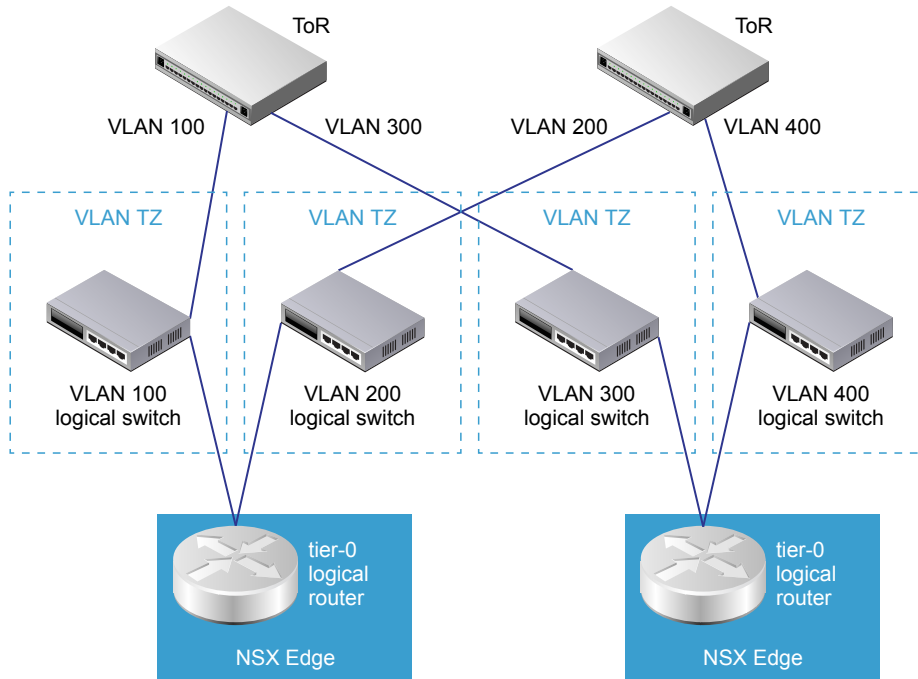 ToR
ToR
VLAN 100
VLAN 300
VLAN 200
VLAN 400
VLAN TZ
VLAN TZ
VLAN TZ
VLAN TZ
VLAN 100
logical switch
VLAN 200
logical switch
VLAN 300
logical switch
VLAN 400
logical switch
tier-0
logical
router
NSX Edge
tier-0
logical
router
NSX Edge